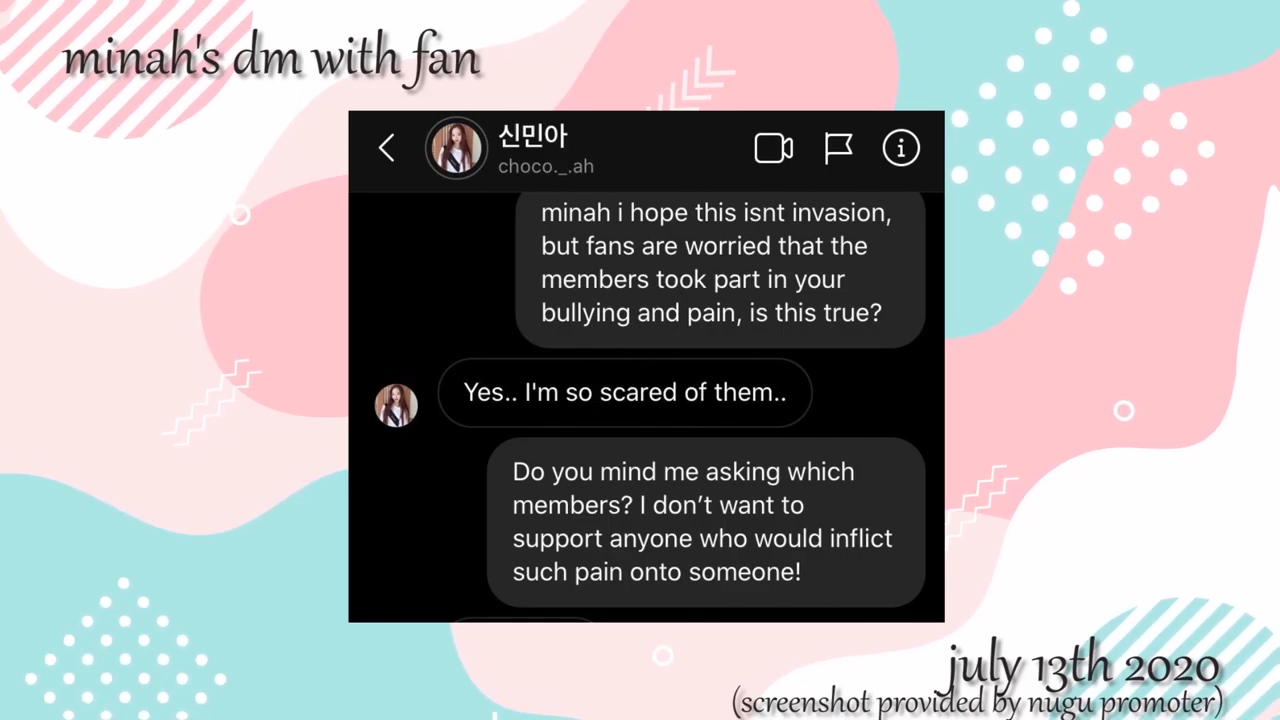 minah's dm with fan
신민아
choco._.ah
minah i hope this isnt invasion,
but fans are worried that the
members took part in your
bullying and pain, is this true?
Yes.. I'm so scared of them..
Do you mind me asking which
members? I don’t want to
support anyone who would inflict
such pain onto someone!
july 13th 2020
(screenshot provided by nugu promoter)